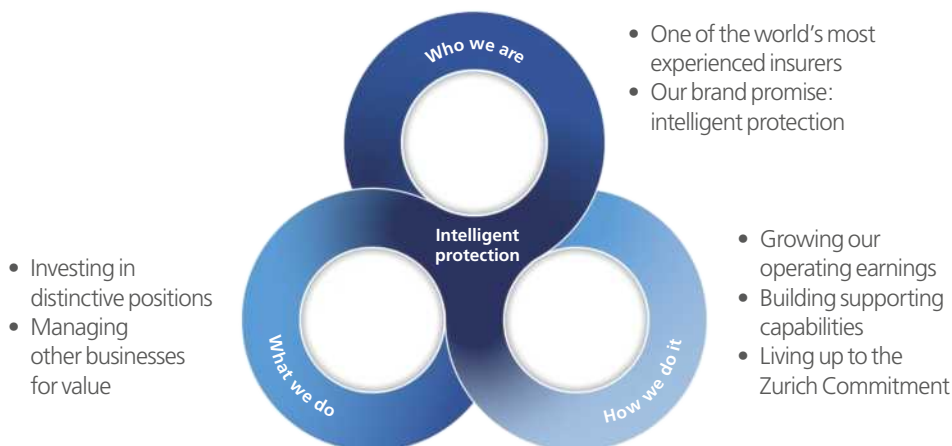 Who we are
• One of the world's most
experienced insurers
• Our brand promise:
intelligent protection
Intelligent
protection
• Investing in
distinctive positions
• Managing
other businesses
for value
What we do
How we do it
• Growing our
operating earnings
• Building supporting
capabilities
• Living up to the
Zurich Commitment